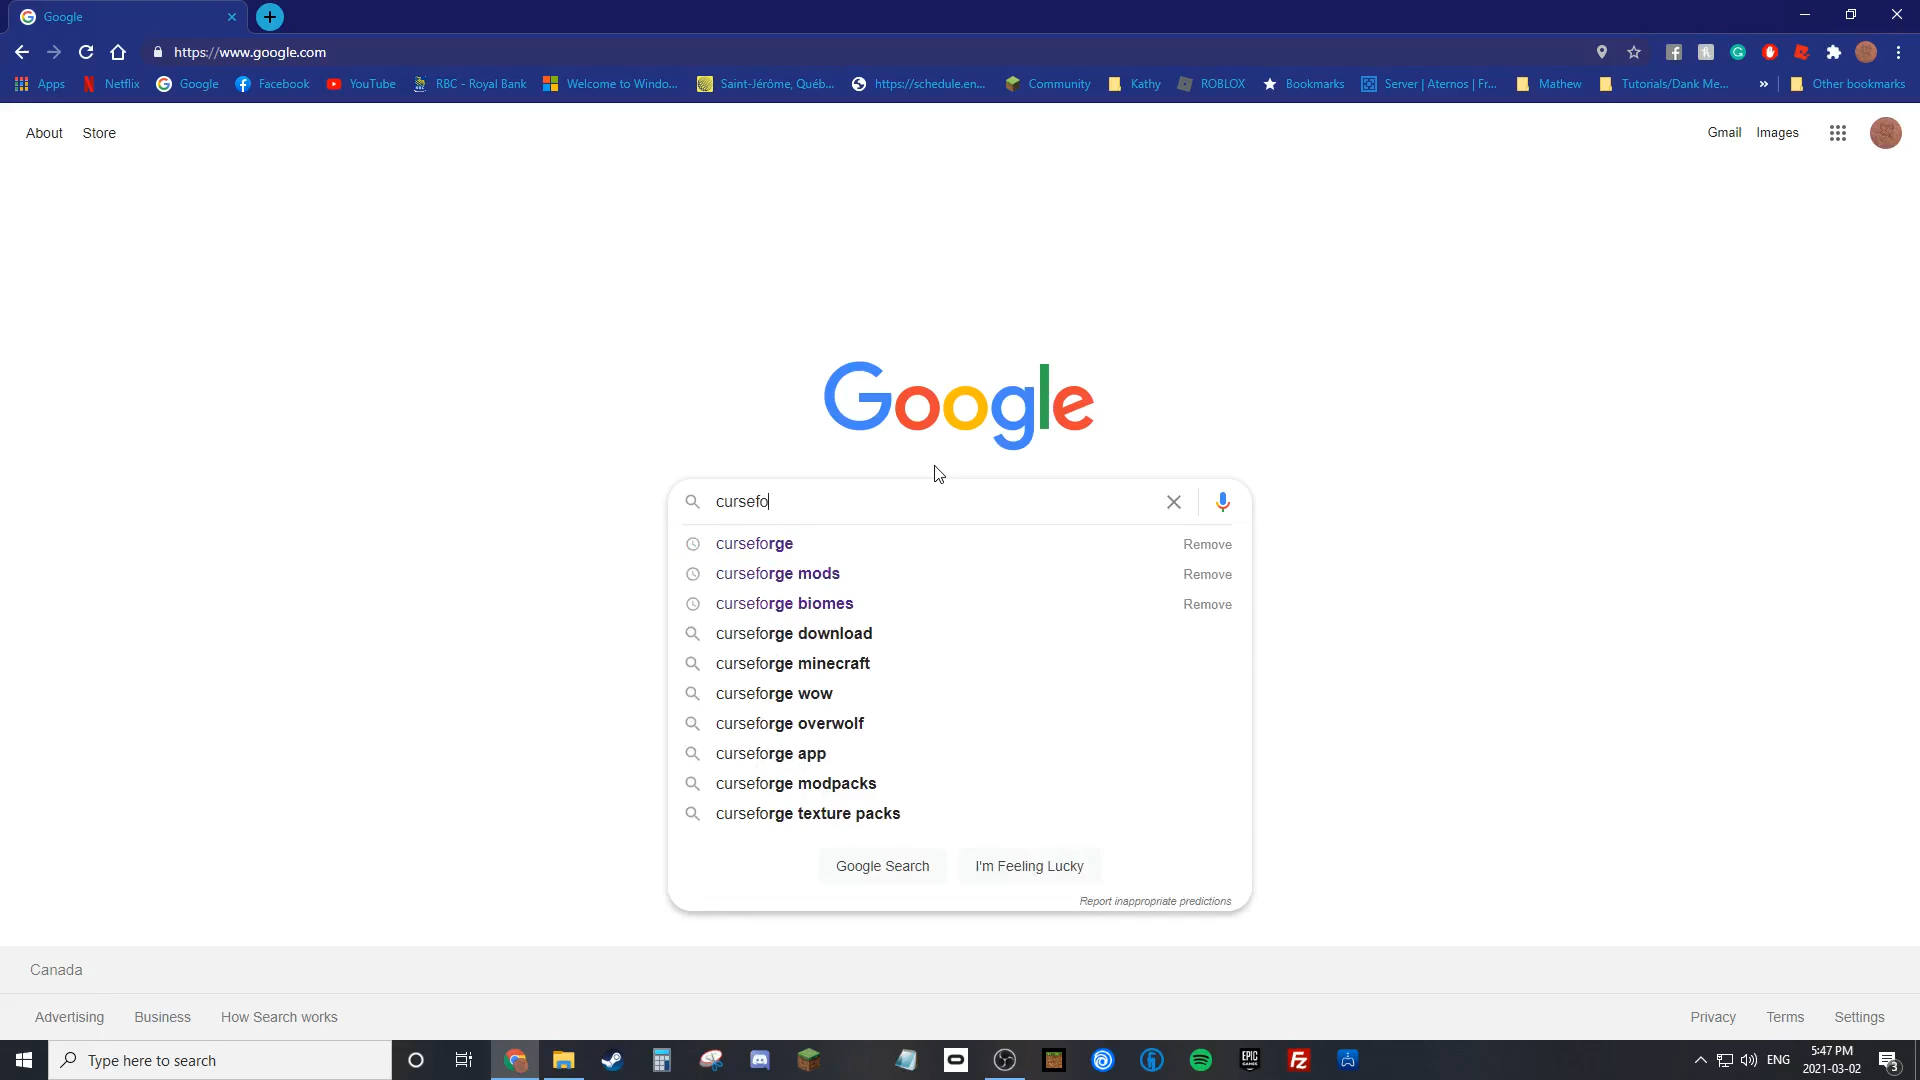 Google
https://www.google.com
Apps Netflix Google Facebook YouTube RBC - Royal Bank Welcome to Windo... Saint-Jérôme, Québ... https://schedule.en... Community Kathy ROBLOX Bookmarks Server | Aternos | Fr... Mathew Tutorials/Dank Me... » Other bookmarks
About Store Gmail Images
Google
cursefo
curseforge Remove
curseforge mods Remove
curseforge biomes Remove
curseforge download
curseforge minecraft
curseforge wow
curseforge overwolf
curseforge app
curseforge modpacks
curseforge texture packs
Google Search I'm Feeling Lucky
Report inappropriate predictions
Canada
Advertising Business How Search works Privacy Terms Settings
Type here to search EPIC GAMES ENG 5:47 PM
2021-03-02 3